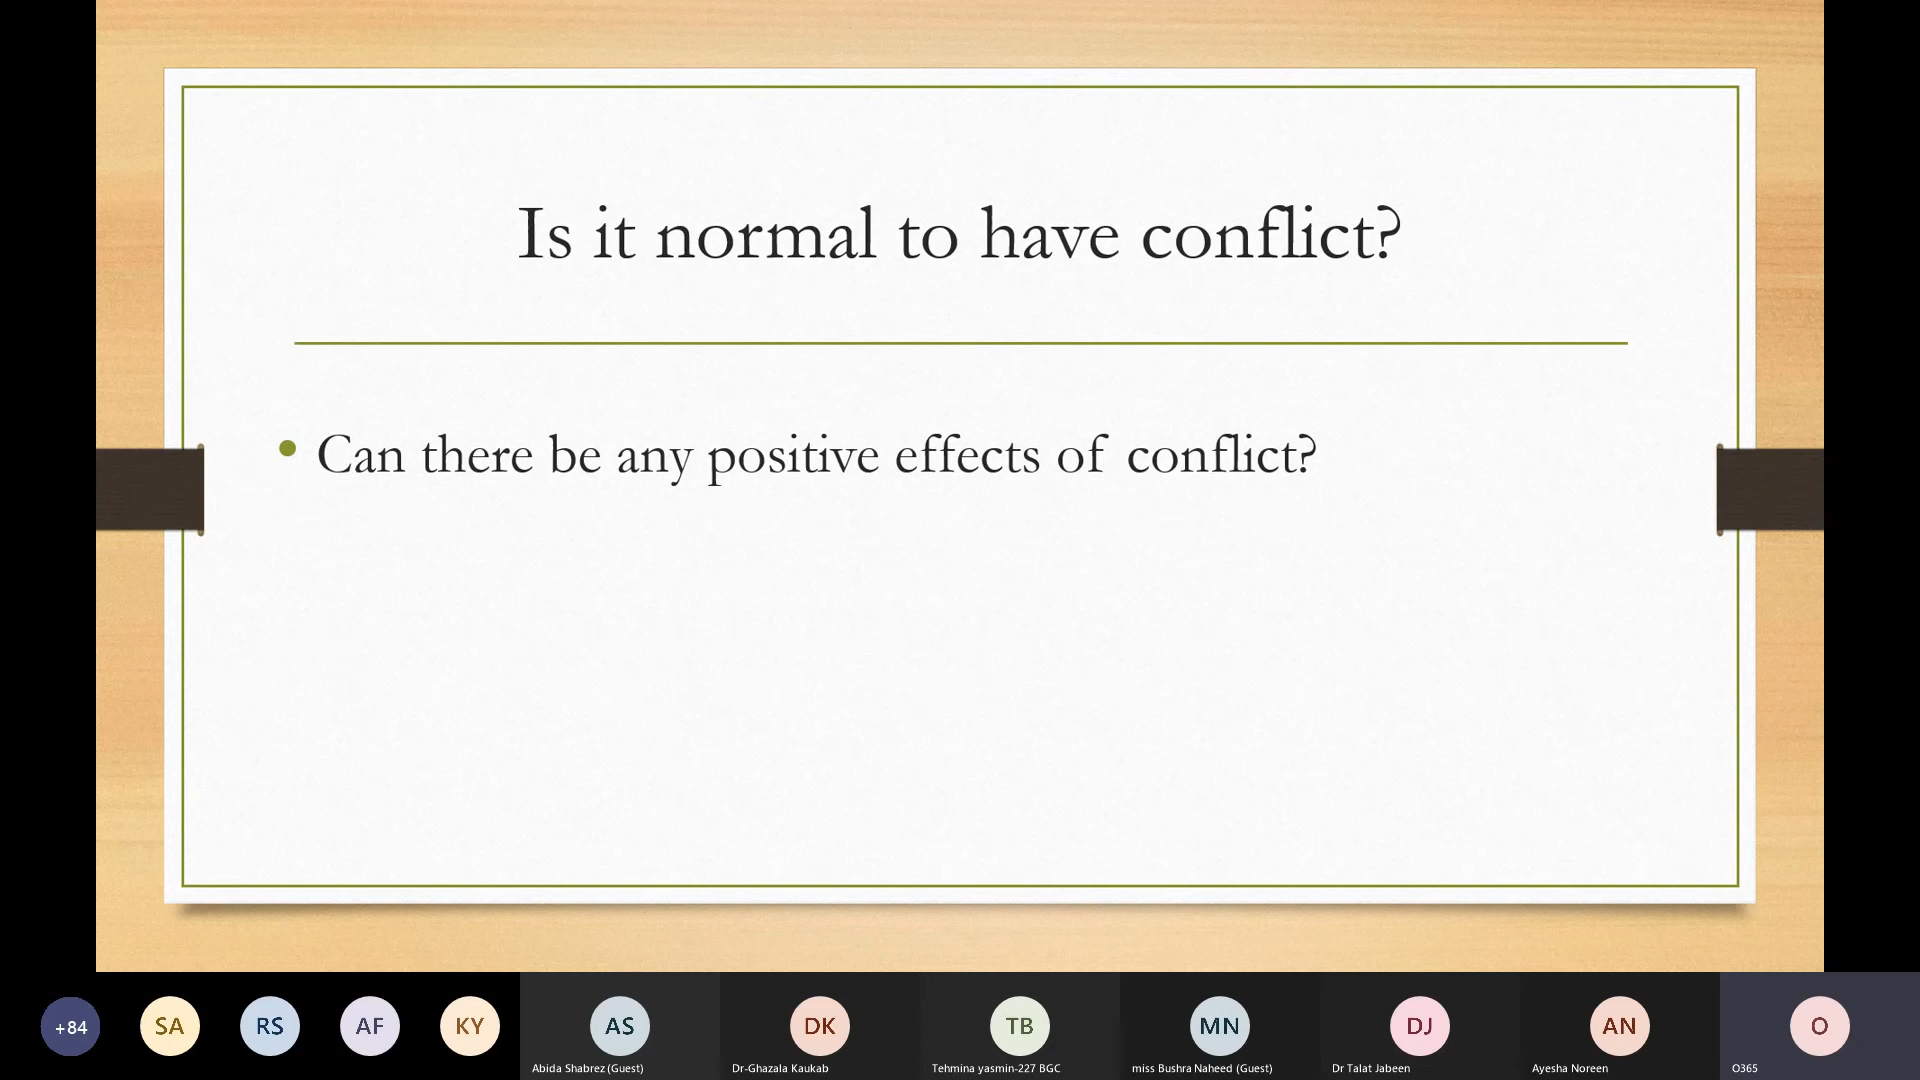 Is it normal to have conflict?
• Can there be any positive effects of conflict?
+84
SA
RS
AF
KY
AS
DK
TB
MN
DJ
AN
O
Abida Shabrez (Guest)
Dr-Ghazala Kaukab
Tehmina yasmin-227 BGC
miss Bushra Naheed (Guest)
Dr Talat Jabeen
Ayesha Noreen
O365